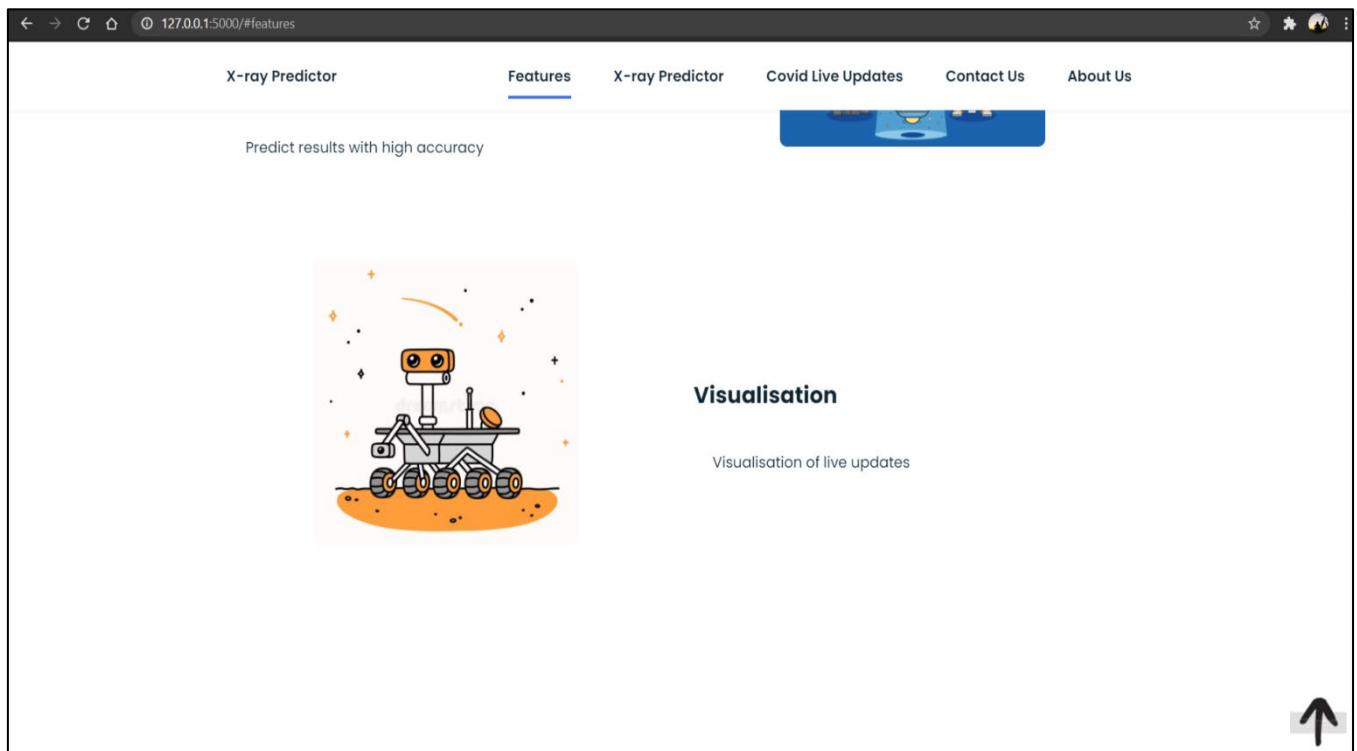 127.0.0.1:5000/#features
X-ray Predictor Features X-ray Predictor Covid Live Updates Contact Us About Us
Predict results with high accuracy
Visualisation
Visualisation of live updates